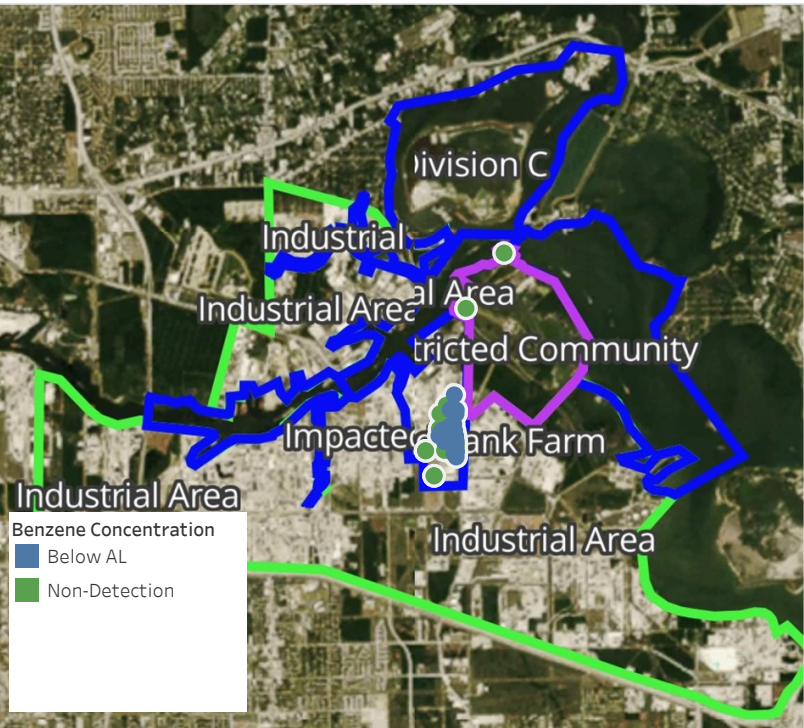 Division C
Industrial
al Area
Industrial Area
tricted Community
Impacted
ank Farm
Industrial Area
Industrial Area
Benzene Concentration
Below AL
Non-Detection